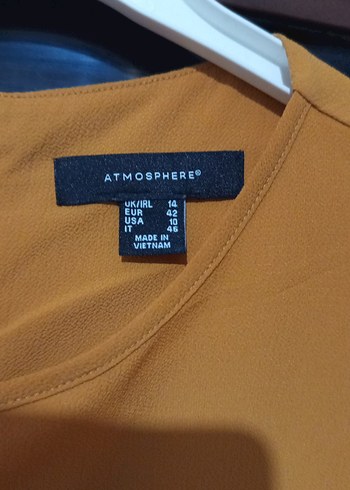 ATMOSPHERE®
UK/IRL 14
EUR 42
USA 10
IT 46
MADE IN
VIETNAM